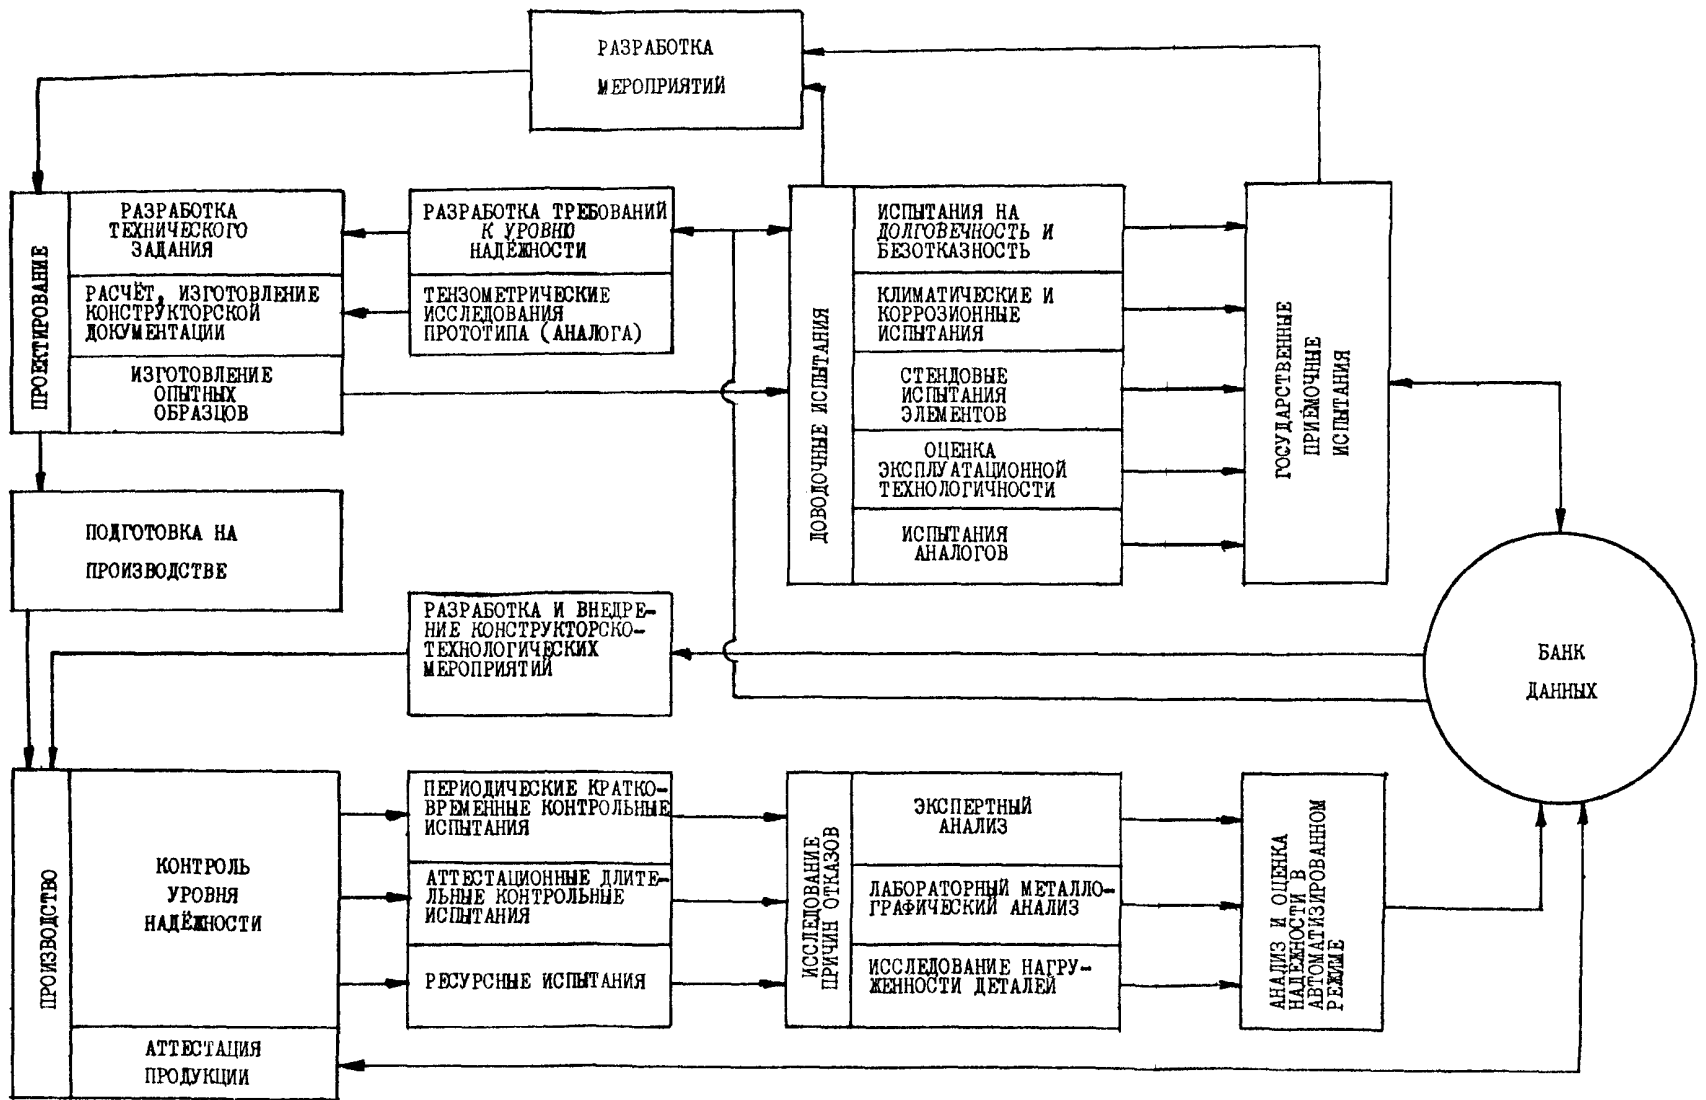 РАЗРАБОТКА
МЕРОПРИЯТИЙ
ПРОЕКТИРОВАНИЕ
РАЗРАБОТКА
ТЕХНИЧЕСКОГО
ЗАДАНИЯ
РАСЧЁТ, ИЗГОТОВЛЕНИЕ
КОНСТРУКТОРСКОЙ
ДОКУМЕНТАЦИИ
ИЗГОТОВЛЕНИЕ
ОПЫТНЫХ
ОБРАЗЦОВ
РАЗРАБОТКА ТРЕБОВАНИЙ
К УРОВНЮ
НАДЁЖНОСТИ
ТЕНЗОМЕТРИЧЕСКИЕ
ИССЛЕДОВАНИЯ
ПРОТОТИПА (АНАЛОГА)
ДОВОДОЧНЫЕ ИСПЫТАНИЯ
ИСПЫТАНИЯ НА
ДОЛГОВЕЧНОСТЬ И
БЕЗОТКАЗНОСТЬ
КЛИМАТИЧЕСКИЕ И
КОРРОЗИОННЫЕ
ИСПЫТАНИЯ
СТЕНДОВЫЕ
ИСПЫТАНИЯ
ЭЛЕМЕНТОВ
ОЦЕНКА
ЭКСПЛУАТАЦИОННОЙ
ТЕХНОЛОГИЧНОСТИ
ИСПЫТАНИЯ
АНАЛОГОВ
ГОСУДАРСТВЕННЫЕ
ПРИЁМОЧНЫЕ
ИСПЫТАНИЯ
ПОДГОТОВКА НА
ПРОИЗВОДСТВЕ
РАЗРАБОТКА И ВНЕДРЕ-
НИЕ КОНСТРУКТОРСКО-
ТЕХНОЛОГИЧЕСКИХ
МЕРОПРИЯТИЙ
БАНК
ДАННЫХ
ПРОИЗВОДСТВО
КОНТРОЛЬ
УРОВНЯ
НАДЁЖНОСТИ
АТТЕСТАЦИЯ
ПРОДУКЦИИ
ПЕРИОДИЧЕСКИЕ КРАТКО-
ВРЕМЕННЫЕ КОНТРОЛЬНЫЕ
ИСПЫТАНИЯ
АТТЕСТАЦИОННЫЕ ДЛИТЕ-
ЛЬНЫЕ КОНТРОЛЬНЫЕ
ИСПЫТАНИЯ
РЕСУРСНЫЕ ИСПЫТАНИЯ
ИССЛЕДОВАНИЕ
ПРИЧИН ОТКАЗОВ
ЭКСПЕРТНЫЙ
АНАЛИЗ
ЛАБОРАТОРНЫЙ МЕТАЛЛО-
ГРАФИЧЕСКИЙ АНАЛИЗ
ИССЛЕДОВАНИЕ НАГРУ-
ЖЕННОСТИ ДЕТАЛЕЙ
АНАЛИЗ И ОЦЕНКА
НАДЕЖНОСТИ В
АВТОМАТИЗИРОВАННОМ
РЕЖИМЕ